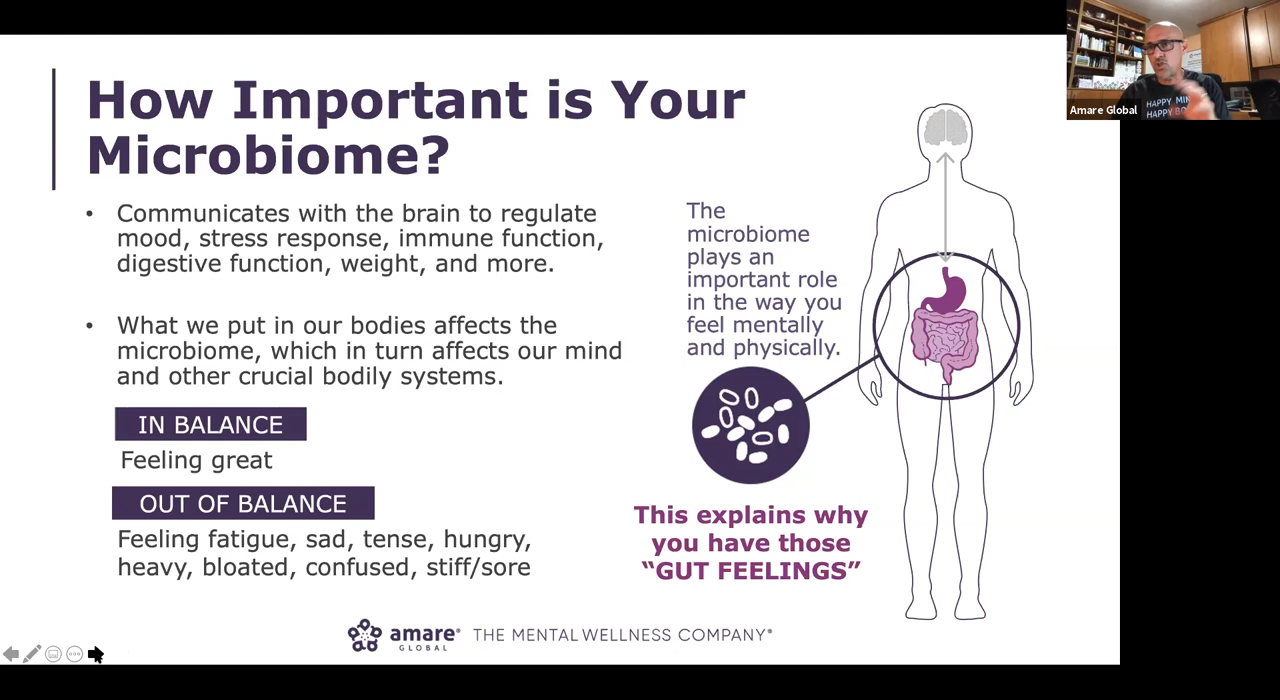 How Important is Your
Microbiome?
• Communicates with the brain to regulate
mood, stress response, immune function,
digestive function, weight, and more.
• What we put in our bodies affects the
microbiome, which in turn affects our mind
and other crucial bodily systems.
IN BALANCE
Feeling great
OUT OF BALANCE
Feeling fatigue, sad, tense, hungry,
heavy, bloated, confused, stiff/sore
The
microbiome
plays an
important role
in the way you
feel mentally
and physically.
This explains why
you have those
“GUT FEELINGS”
amare®
GLOBAL
THE MENTAL WELLNESS COMPANY®
Amare Global
HAPPY MIN
HAPPY BO